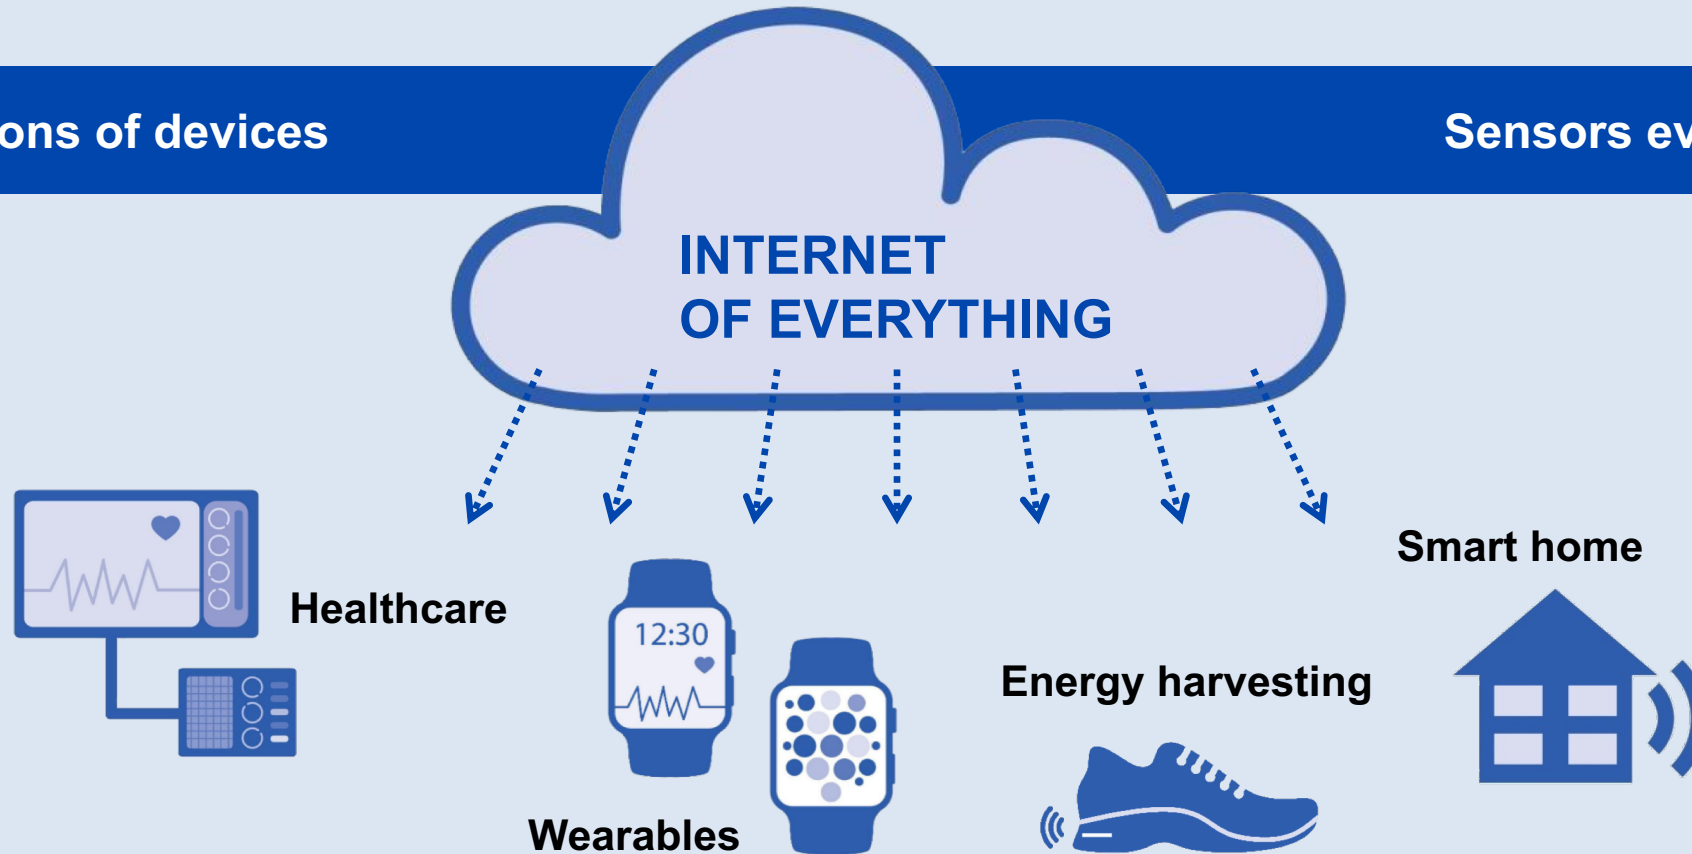 ons of devices
Sensors ev
INTERNET
OF EVERYTHING
Smart home
Healthcare
12:30
Energy harvesting
Wearables